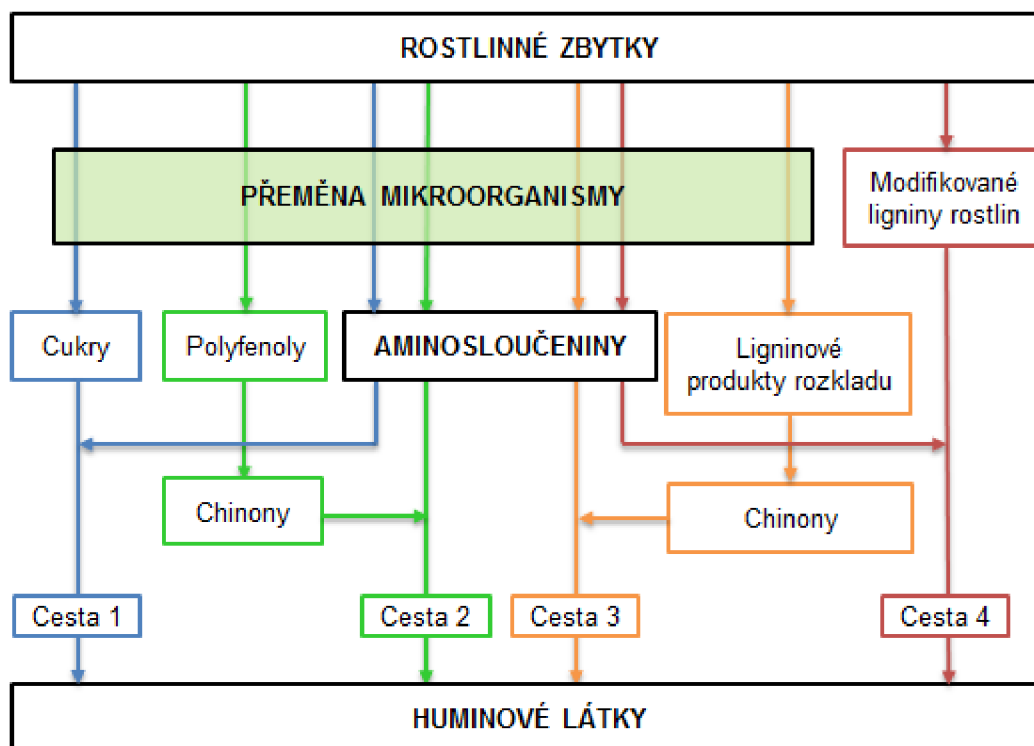 ROSTLINNÉ ZBYTKY
PŘEMĚNA MIKROORGANISMY
Modifikované
ligniny rostlin
Cukry
Polyfenoly
AMINOSLOUČENINY
Ligninové
produkty rozkladu
Chinony
Chinony
Cesta 1
Cesta 2
Cesta 3
Cesta 4
HUMINOVÉ LÁTKY